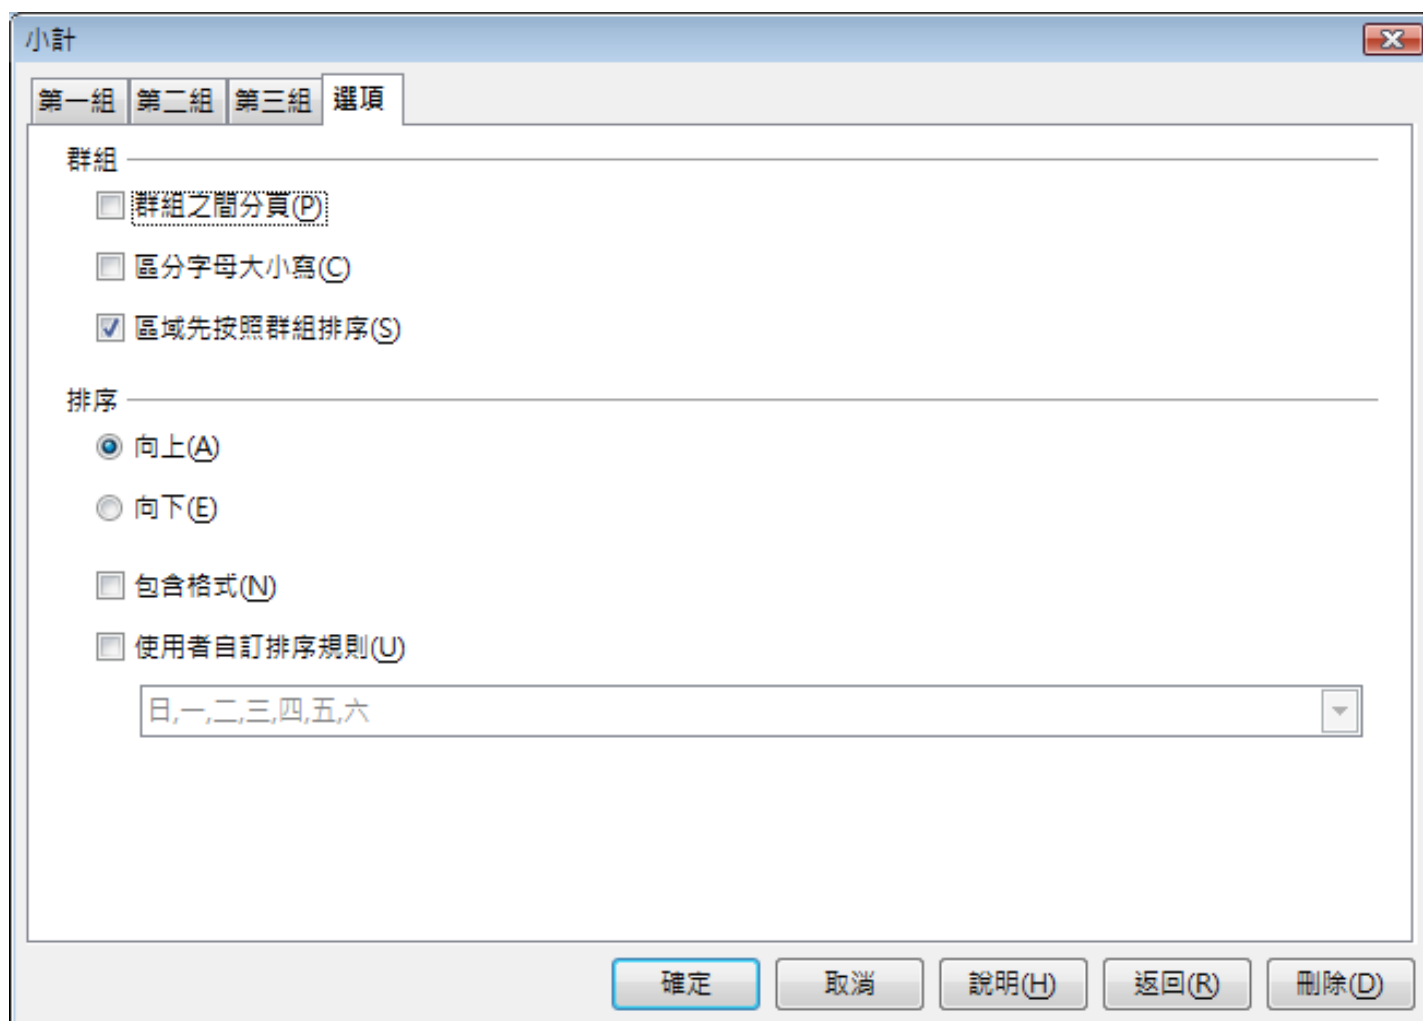 小計
第一組 第二組 第三組 選項
群組
群組之間分頁(P)
區分字母大小寫(C)
區域先按照群組排序(S)
排序
向上(A)
向下(E)
包含格式(N)
使用者自訂排序規則(U)
日,一,二,三,四,五,六
確定 取消 說明(H) 返回(R) 刪除(D)